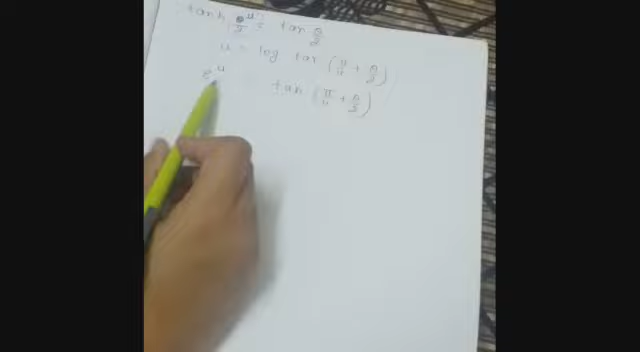 tanh u/2 = tan θ/2
u = log tan (π/4 + θ/2)
e^u tan (π/4 + θ/2)